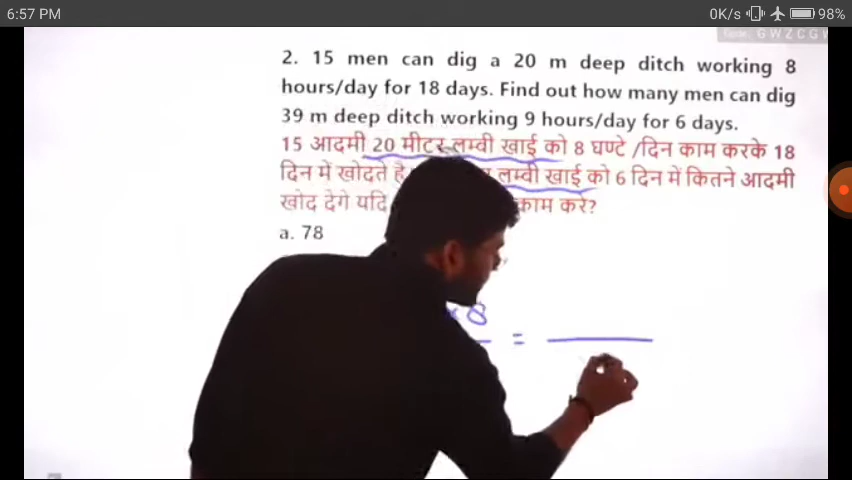 6:57 PM 0K/s 98%
2. 15 men can dig a 20 m deep ditch working 8
hours/day for 18 days. Find out how many men can dig
39 m deep ditch working 9 hours/day for 6 days.
15 आदमी 20 मीटर लम्वी खाई को 8 घण्टे /दिन काम करके 18
दिन में खोदते है लम्वी खाई को 6 दिन में कितने आदमी
खोद देगे यदि काम करे?
a. 78
× 8
=